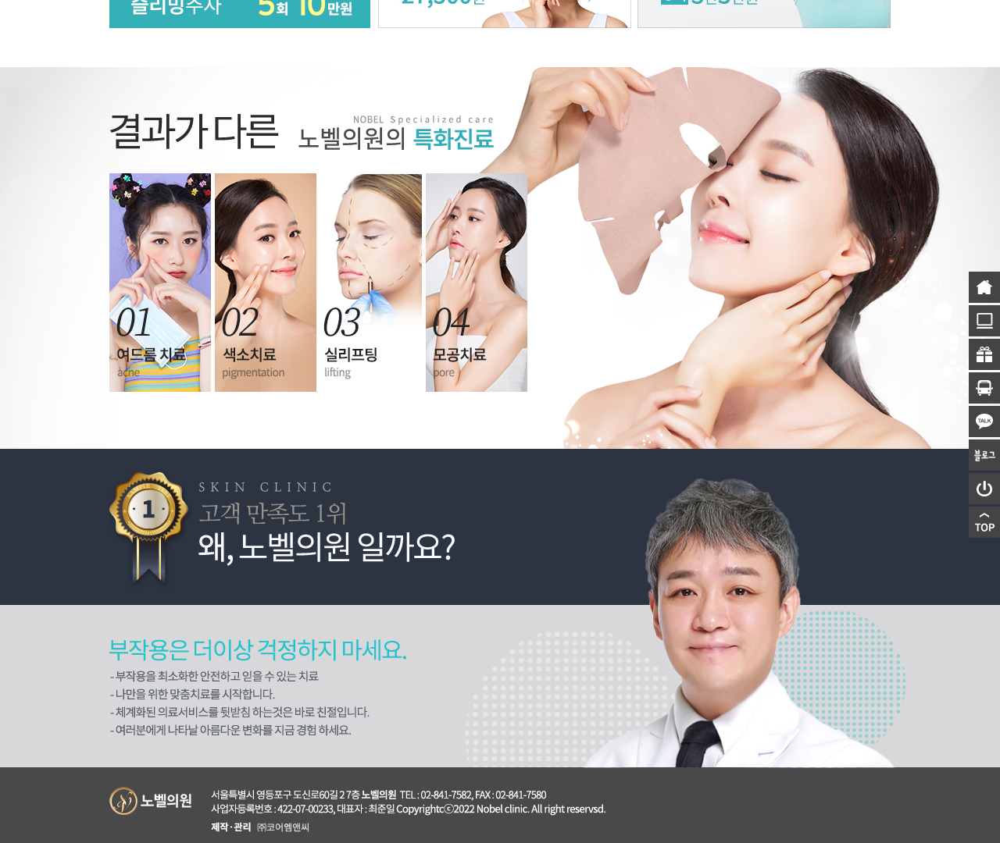 슬리밍주사 5회 10만원
결과가 다른
NOBEL Specialized care
노벨의원의 특화진료
01
여드름 치료
acne
02
색소치료
pigmentation
03
실리프팅
lifting
04
모공치료
pore
TALK
블로그
TOP
1
SKIN CLINIC
고객 만족도 1위
왜, 노벨의원 일까요?
부작용은 더이상 걱정하지 마세요.
- 부작용을 최소화한 안전하고 믿을 수 있는 치료
- 나만을 위한 맞춤치료를 시작합니다.
- 체계화된 의료서비스를 뒷받침 하는것은 바로 친절입니다.
- 여러분에게 나타날 아름다운 변화를 지금 경험 하세요.
노벨의원
서울특별시 영등포구 도신로60길 2 7층 노벨의원 TEL : 02-841-7582, FAX : 02-841-7580
사업자등록번호 : 422-07-00233, 대표자 : 최준일 Copyrightcⓒ2022 Nobel clinic. All right reservsd.
제작 · 관리 ㈜코어엠앤씨